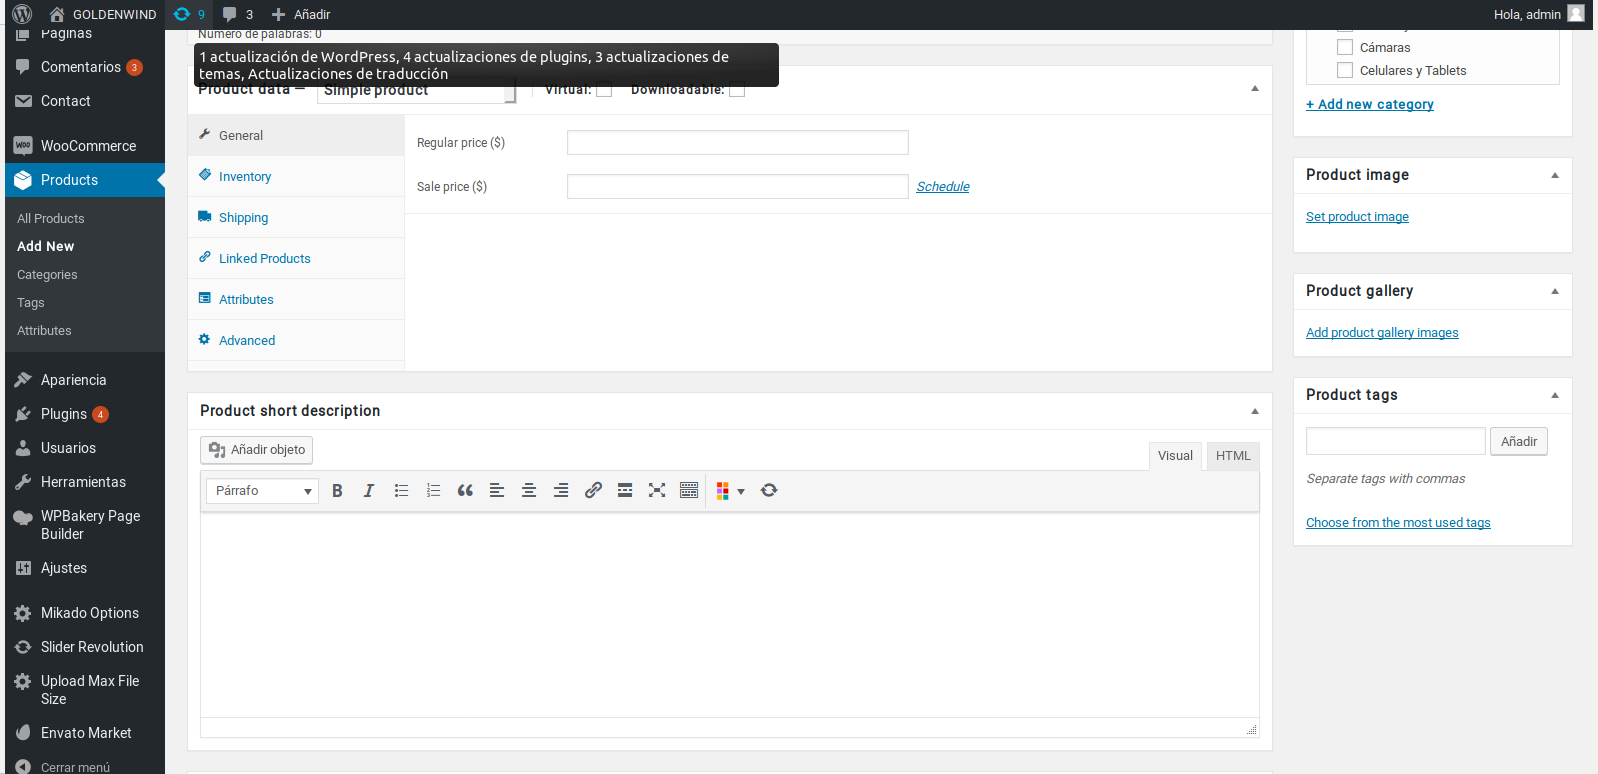 GOLDENWIND 9 3 Añadir Hola, admin
Páginas
Comentarios 3
Contact
WooCommerce
Products
All Products
Add New
Categories
Tags
Attributes
Apariencia
Plugins 4
Usuarios
Herramientas
WPBakery Page
Builder
Ajustes
Mikado Options
Slider Revolution
Upload Max File
Size
Envato Market
Cerrar menú
Número de palabras: 0
1 actualización de WordPress, 4 actualizaciones de plugins, 3 actualizaciones de
temas, Actualizaciones de traducción
Product data — Simple product Virtual: Downloadable:
General
Inventory
Shipping
Linked Products
Attributes
Advanced
Regular price ($)
Sale price ($) Schedule
Product short description
Añadir objeto
Visual HTML
Párrafo B I
Cámaras
Celulares y Tablets
+ Add new category
Product image
Set product image
Product gallery
Add product gallery images
Product tags
Añadir
Separate tags with commas
Choose from the most used tags